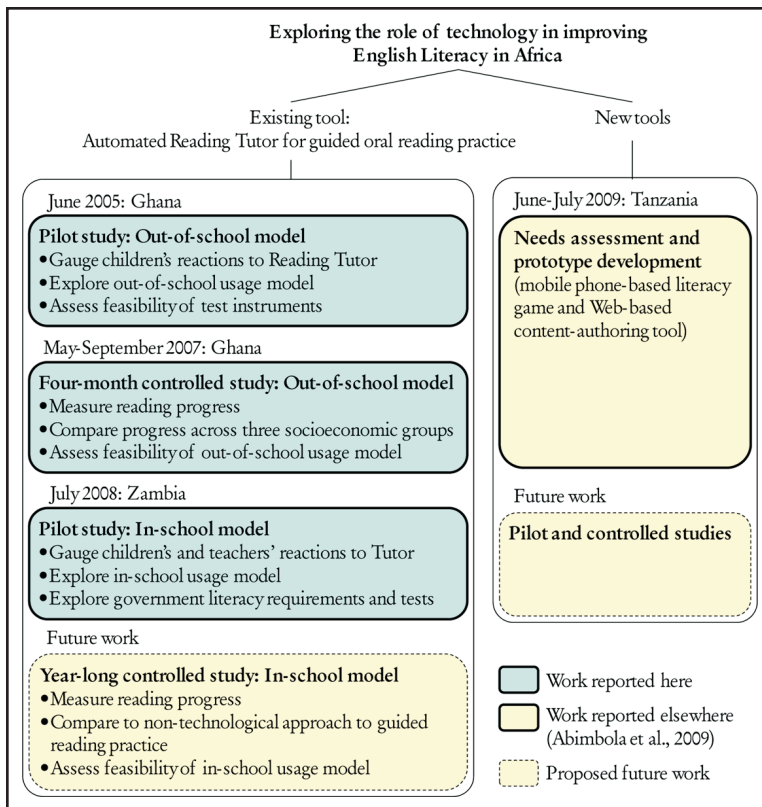 Exploring the role of technology in improving
English Literacy in Africa
Existing tool:
Automated Reading Tutor for guided oral reading practice
New tools
June 2005: Ghana
Pilot study: Out-of-school model
•Gauge children's reactions to Reading Tutor
•Explore out-of-school usage model
•Assess feasibility of test instruments
May-September 2007: Ghana
Four-month controlled study: Out-of-school model
•Measure reading progress
•Compare progress across three socioeconomic groups
•Assess feasibility of out-of-school usage model
July 2008: Zambia
Pilot study: In-school model
•Gauge children's and teachers' reactions to Tutor
•Explore in-school usage model
•Explore government literacy requirements and tests
Future work
Year-long controlled study: In-school model
•Measure reading progress
•Compare to non-technological approach to guided
reading practice
•Assess feasibility of in-school usage model
June-July 2009: Tanzania
Needs assessment and
prototype development
(mobile phone-based literacy
game and Web-based
content-authoring tool)
Future work
Pilot and controlled studies
Work reported here
Work reported elsewhere
(Abimbola et al., 2009)
Proposed future work